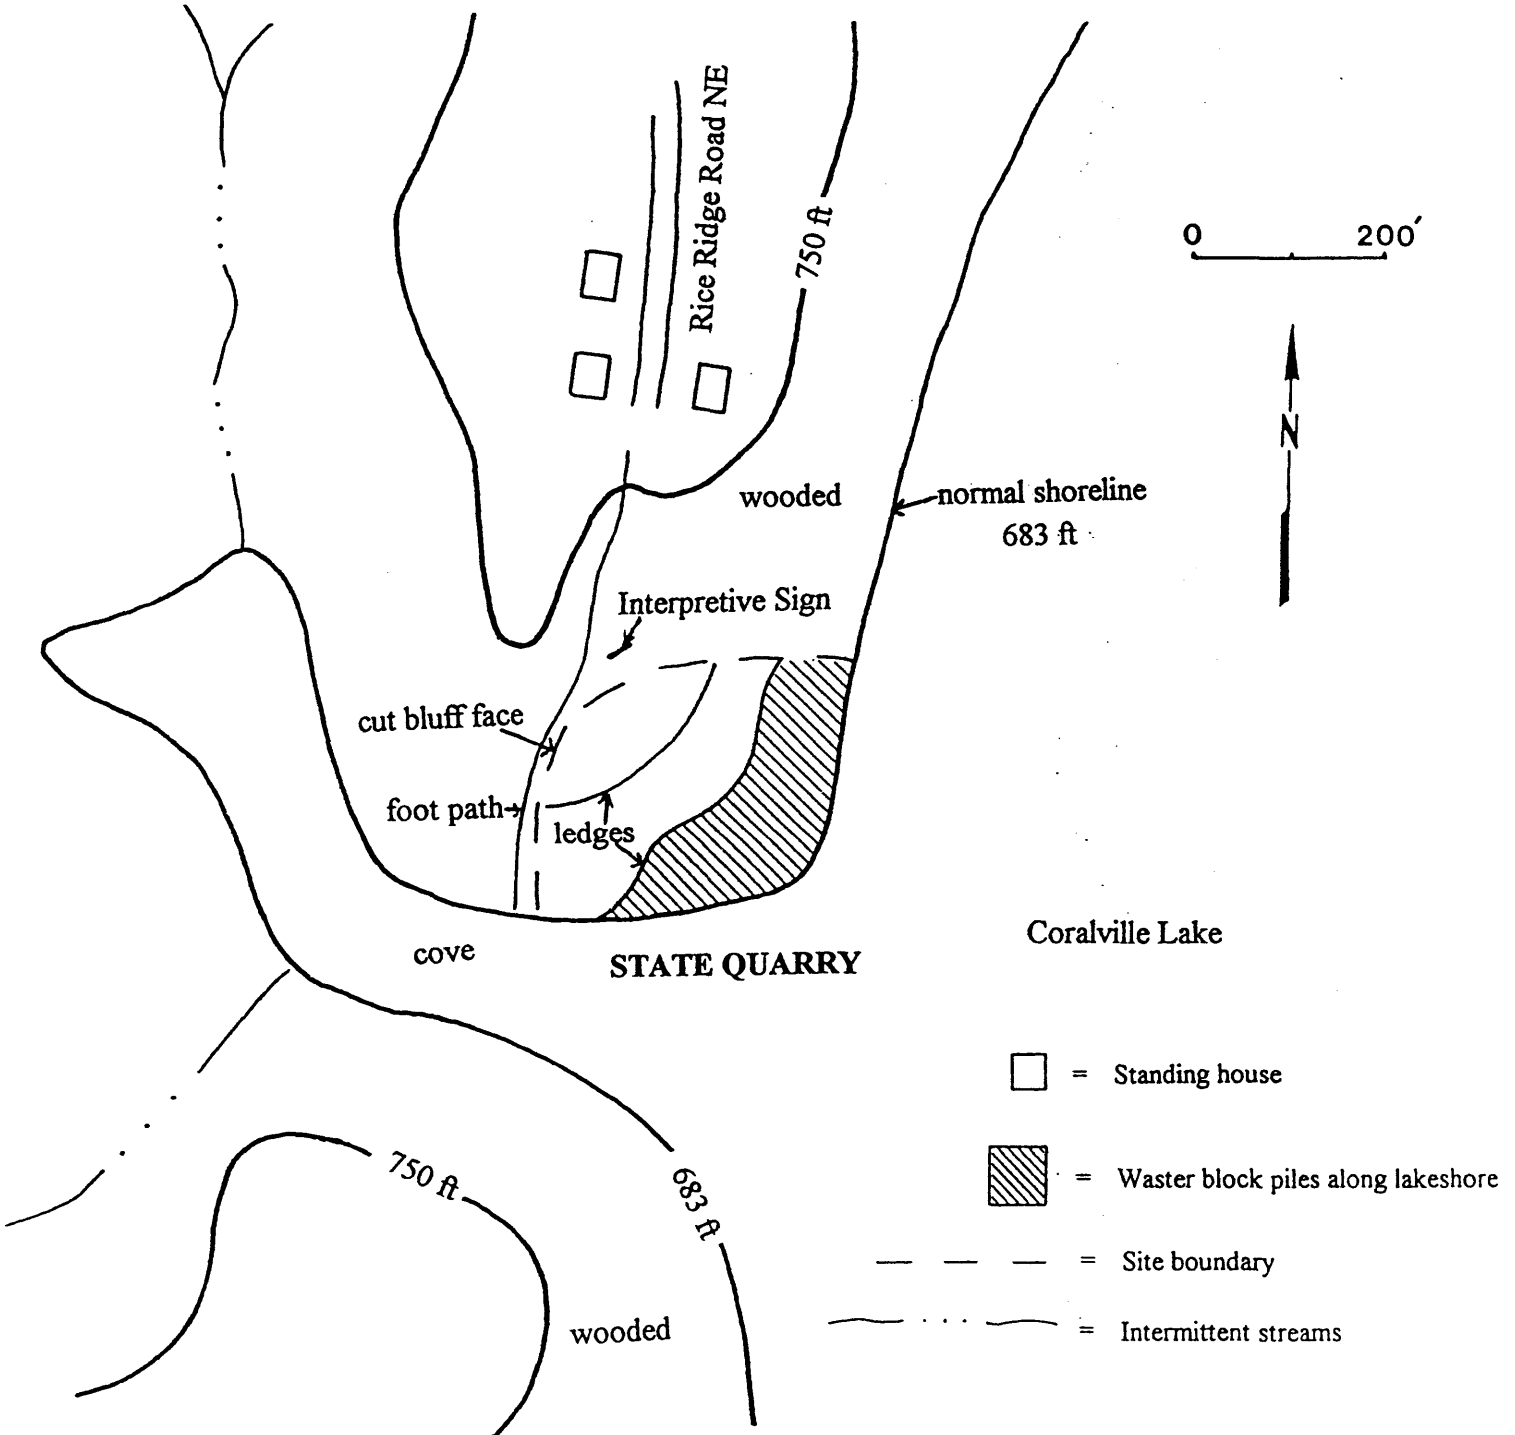 Rice Ridge Road NE
750 ft
0 200'
N
wooded
normal shoreline
683 ft
Interpretive Sign
cut bluff face
foot path
ledges
cove
STATE QUARRY
Coralville Lake
750 ft
683 ft
wooded
= Standing house
= Waster block piles along lakeshore
= Site boundary
= Intermittent streams